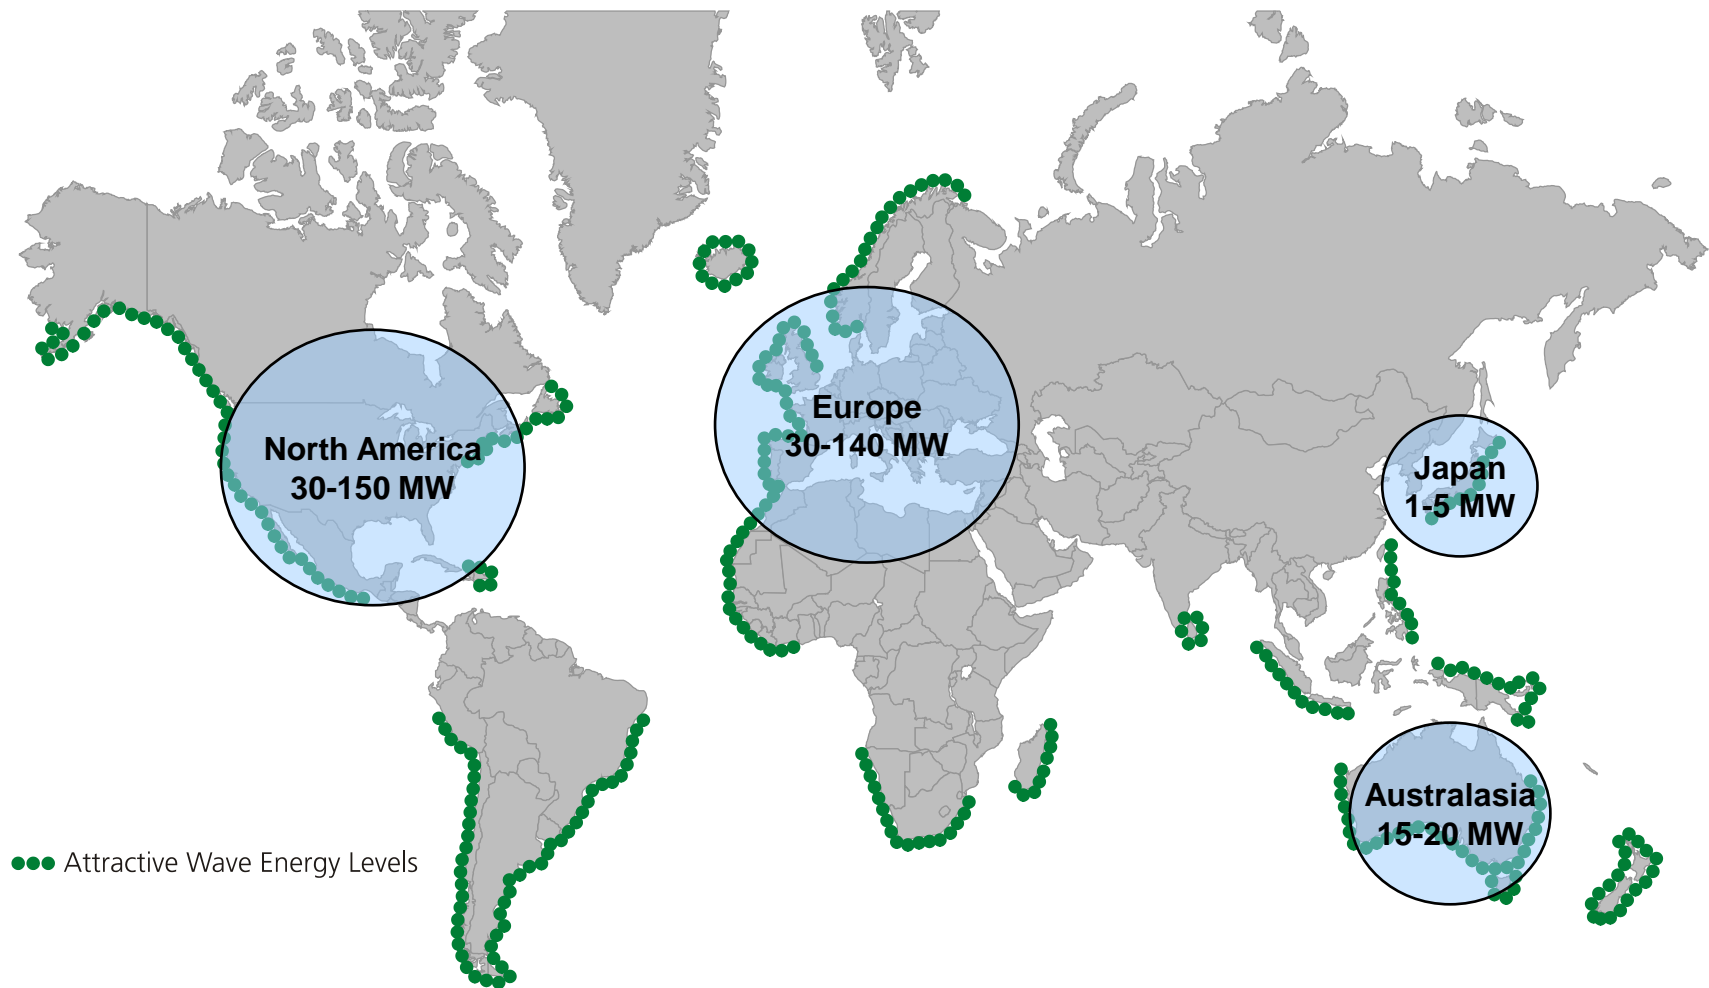 North America
30-150 MW
Europe
30-140 MW
Japan
1-5 MW
Australasia
15-20 MW
Attractive Wave Energy Levels